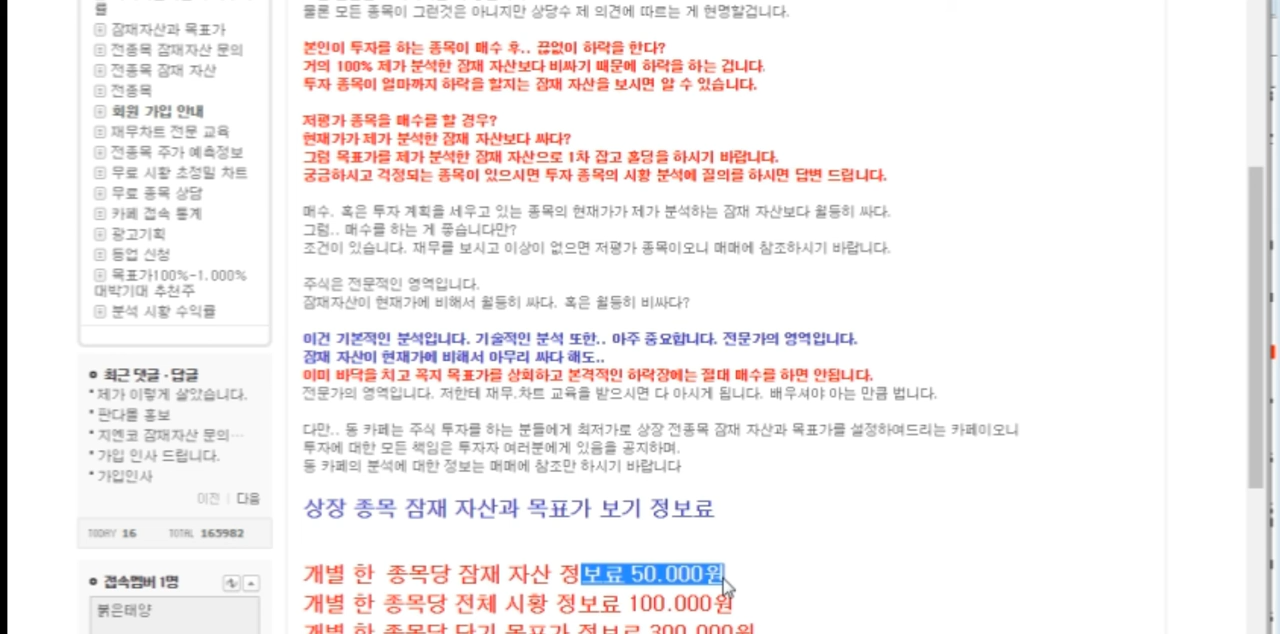 를
잠재자산과 목표가
전종목 잠재자산 문의
전종목 잠재 자산
전종목
회원 가입 안내
재무차트 전문 교육
전종목 주가 예측정보
무료 시황 초정밀 차트
무료 종목 상담
카페 접속 통계
광고기획
등업 신청
목표가100%-1.000%
대박기대 추천주
분석 시황 수익률
최근 댓글·답글
제가 이렇게 살았습니다.
판다몰 홍보
지엔코 잠재자산 문의…
가입 인사 드립니다.
가입인사
이전 | 다음
TODAY 16 TOTAL 165982
접속멤버 1명
붉은태양
물론 모든 종목이 그런것은 아니지만 상당수 제 의견에 따르는 게 현명할겁니다.
본인이 투자를 하는 종목이 매수 후.. 끊없이 하락을 한다?
거의 100% 제가 분석한 잠재 자산보다 비싸기 때문에 하락을 하는 겁니다.
투자 종목이 얼마까지 하락을 할지는 잠재 자산을 보시면 알 수 있습니다.
저평가 종목을 매수를 할 경우?
현재가가 제가 분석한 잠재 자산보다 싸다?
그럼 목표가를 제가 분석한 잠재 자산으로 1차 잡고 홀딩을 하시기 바랍니다.
궁금하시고 걱정되는 종목이 있으시면 투자 종목의 시황 분석에 질의를 하시면 답변 드립니다.
매수. 혹은 투자 계획을 세우고 있는 종목의 현재가가 제가 분석하는 잠재 자산보다 월등히 싸다.
그럼.. 매수를 하는 게 좋습니다만?
조건이 있습니다. 재무를 보시고 이상이 없으면 저평가 종목이오니 매매에 참조하시기 바랍니다.
주식은 전문적인 영역입니다.
잠재자산이 현재가에 비해서 월등히 싸다. 혹은 월등히 비싸다?
이건 기본적인 분석입니다. 기술적인 분석 또한.. 아주 중요합니다. 전문가의 영역입니다.
잠재 자산이 현재가에 비해서 아무리 싸다 해도..
이미 바닥을 치고 꼭지 목표가를 상회하고 본격적인 하락장에는 절대 매수를 하면 안됩니다.
전문가의 영역입니다. 저한테 재무.차트 교육을 받으시면 다 아시게 됩니다. 배우셔야 아는 만큼 법니다.
다만.. 동 카페는 주식 투자를 하는 분들에게 최저가로 상장 전종목 잠재 자산과 목표가를 설정하여드리는 카페이오니
투자에 대한 모든 책임은 투자자 여러분에게 있음을 공지하며.
동 카페의 분석에 대한 정보는 매매에 참조만 하시기 바랍니다
상장 종목 잠재 자산과 목표가 보기 정보료
개별 한 종목당 잠재 자산 정보료 50.000원
개별 한 종목당 전체 시황 정보료 100.000원
개별 한 종목당 단기 목표가 정보료 300.000원